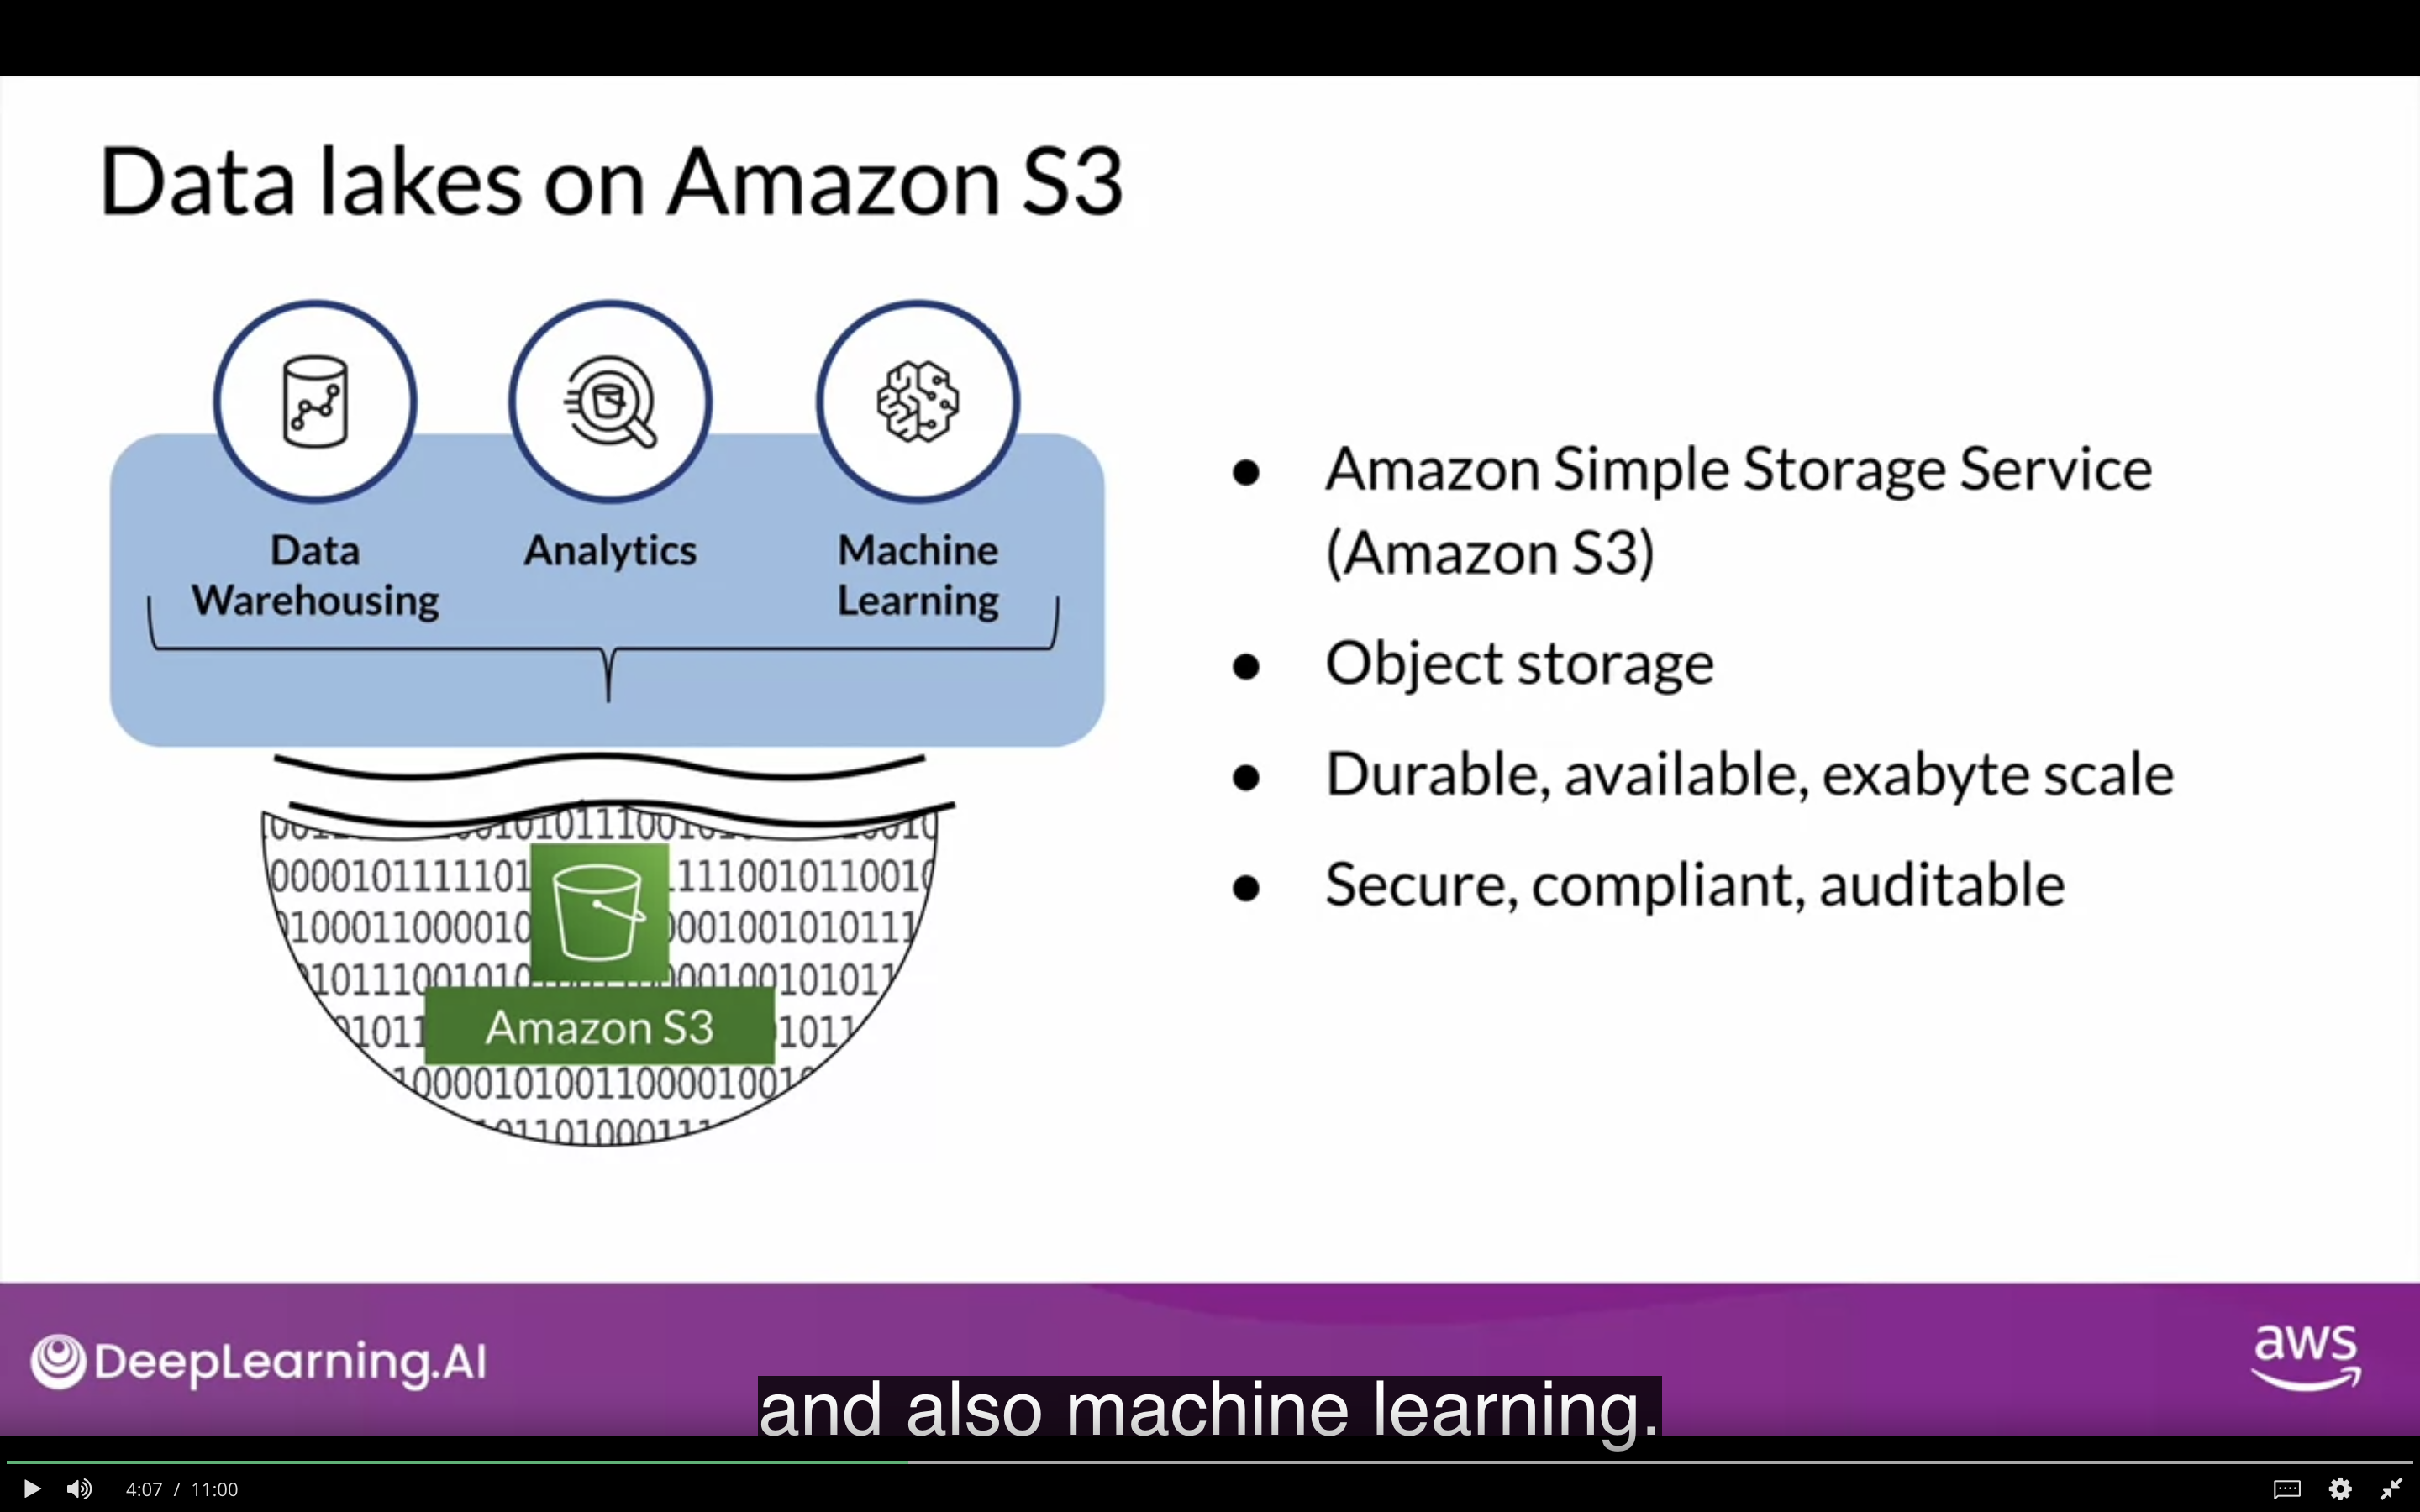 Data lakes on Amazon S3
Data
Warehousing
Analytics
Machine
Learning
Amazon S3
● Amazon Simple Storage Service
(Amazon S3)
● Object storage
● Durable, available, exabyte scale
● Secure, compliant, auditable
DeepLearning.AI
aws
and also machine learning.
4:07 / 11:00